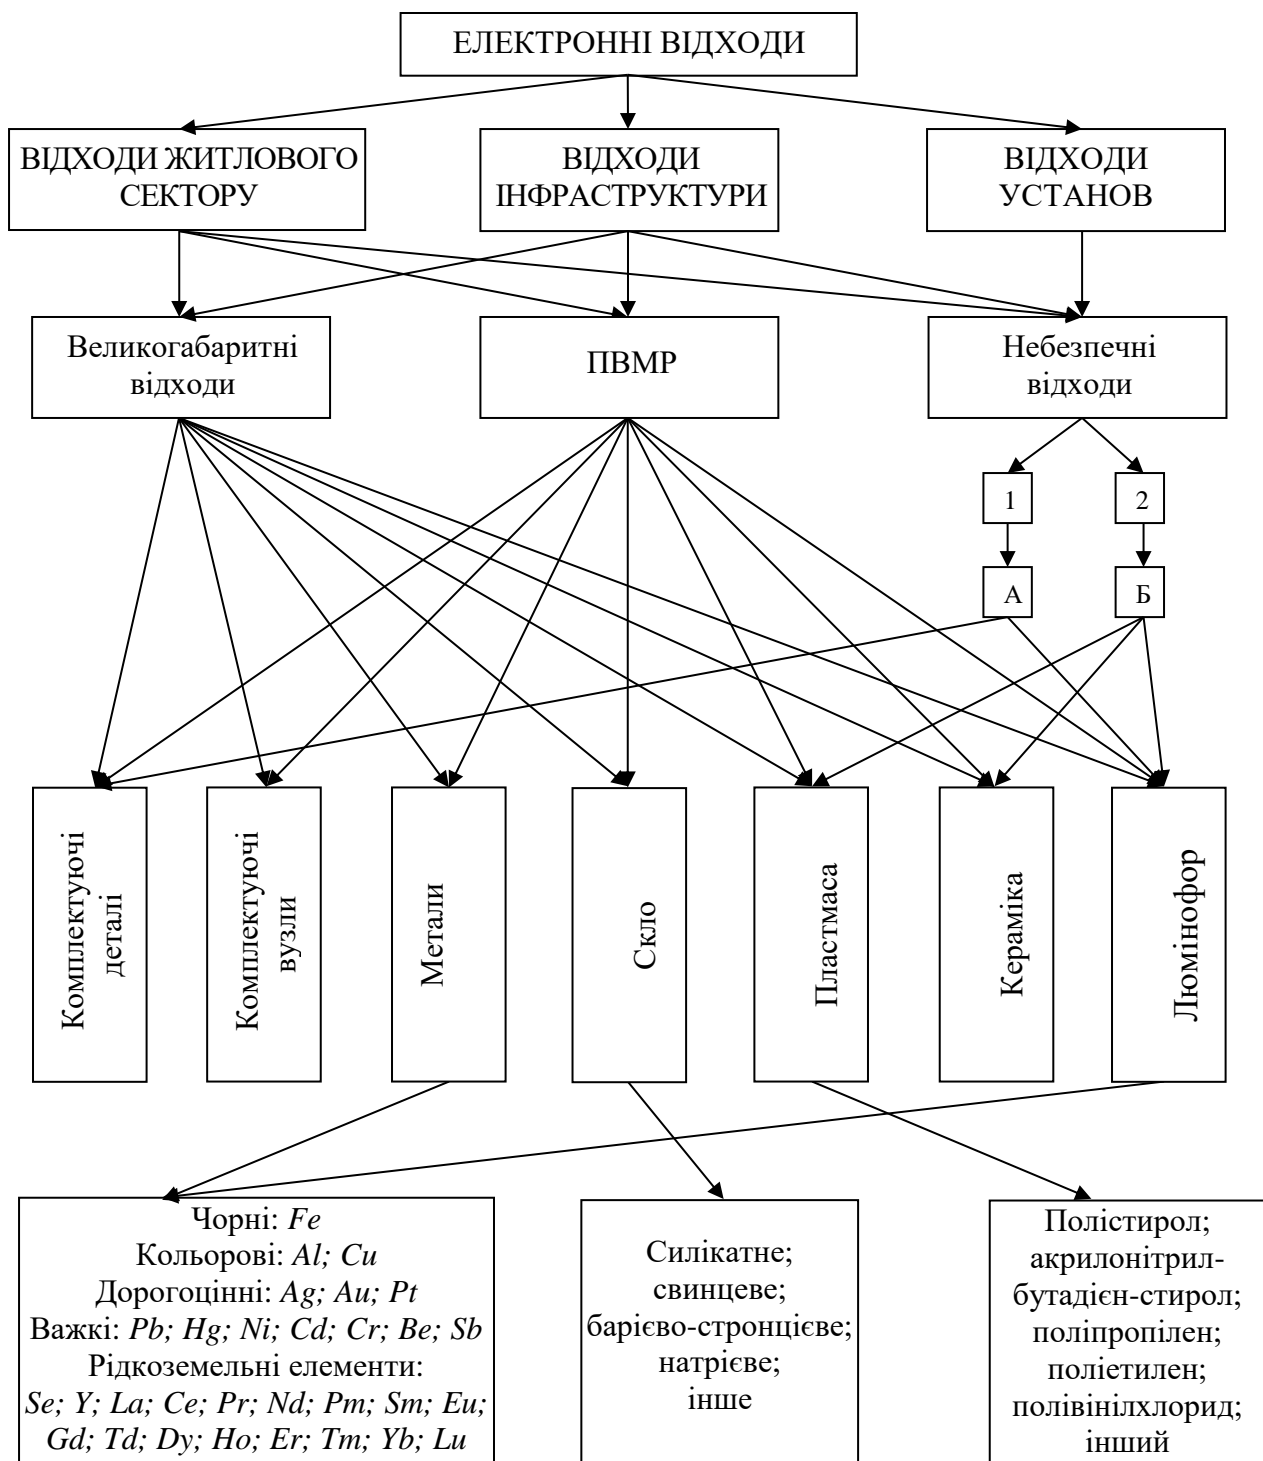 ЕЛЕКТРОННІ ВІДХОДИ
ВІДХОДИ ЖИТЛОВОГО
СЕКТОРУ
ВІДХОДИ
ІНФРАСТРУКТУРИ
ВІДХОДИ
УСТАНОВ
Великогабаритні
відходи
ПВМР
Небезпечні
відходи
1
2
А
Б
Комплектуючі
деталі
Комплектуючі
вузли
Метали
Скло
Пластмаса
Кераміка
Люмінофор
Чорні: Fe
Кольорові: Al; Cu
Дорогоцінні: Ag; Au; Pt
Важкі: Pb; Hg; Ni; Cd; Cr; Be; Sb
Рідкоземельні елементи:
Se; Y; La; Ce; Pr; Nd; Pm; Sm; Eu;
Gd; Td; Dy; Ho; Er; Tm; Yb; Lu
Силікатне;
свинцеве;
барієво-стронцієве;
натрієве;
інше
Полістирол;
акрилонітрил-
бутадієн-стирол;
поліпропілен;
поліетилен;
полівінілхлорид;
інший